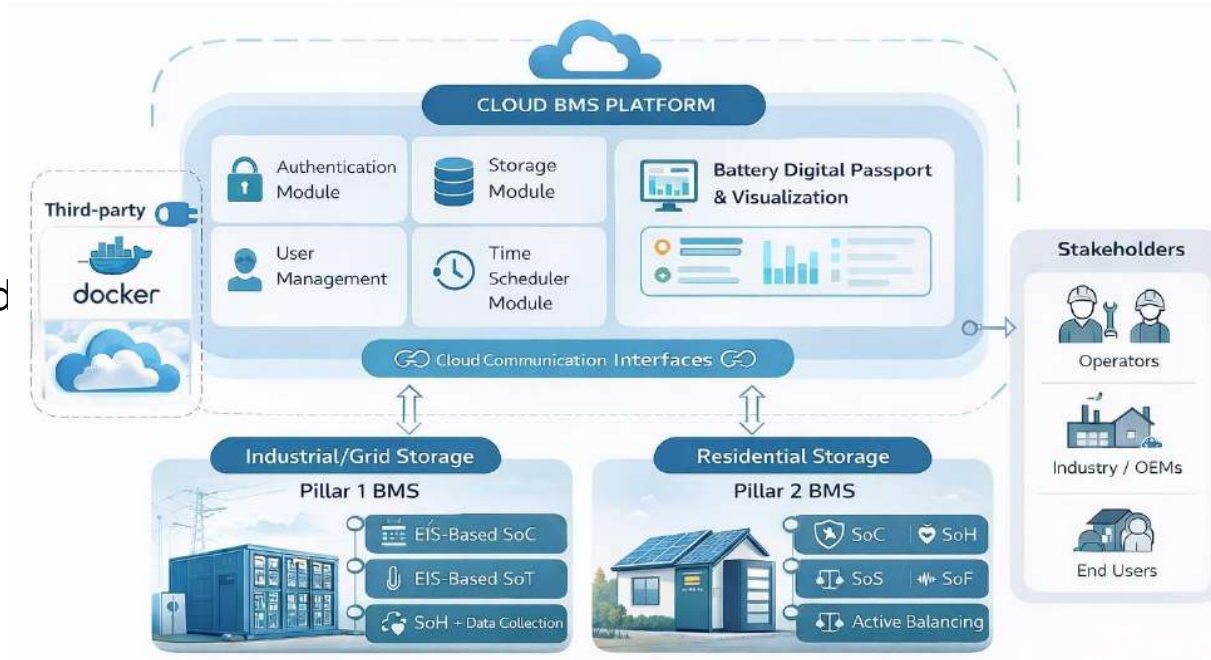 CLOUD BMS PLATFORM
Authentication
Module
Storage
Module
Battery Digital Passport
& Visualization
User
Management
Time
Scheduler
Module
Third-party
docker
d
Cloud Communication Interfaces
Stakeholders
Operators
Industry / OEMs
End Users
Industrial/Grid Storage
Pillar 1 BMS
EÍS-Based SoC
EIS-Based SoT
SoH + Data Collection
Residential Storage
Pillar 2 BMS
SoC
SoH
SoS
SoF
Active Balancing